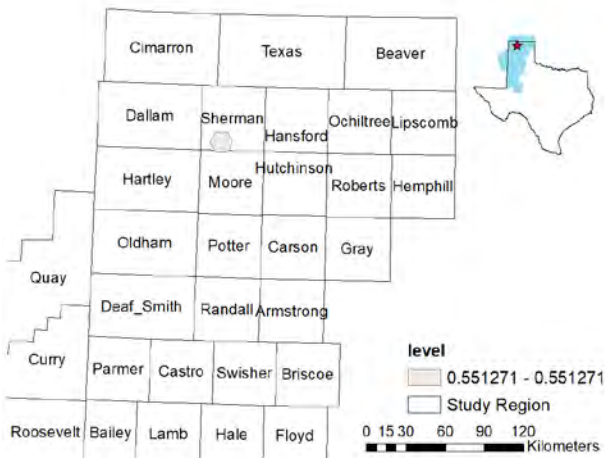 Cimarron
Texas
Beaver
Dallam
Sherman
Hansford
Ochiltree
Lipscomb
Hartley
Moore
Hutchinson
Roberts
Hemphill
Oldham
Potter
Carson
Gray
Quay
Deaf_Smith
Randall
Armstrong
Curry
Parmer
Castro
Swisher
Briscoe
Roosevelt
Bailey
Lamb
Hale
Floyd
level
0.551271 - 0.551271
Study Region
0 15 30 60 90 120
Kilometers